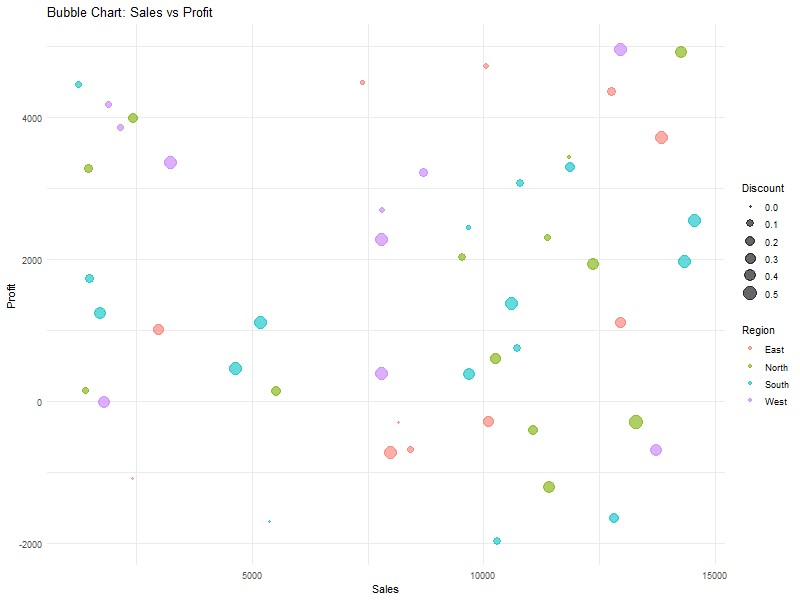 Bubble Chart: Sales vs Profit
4000
2000
0
-2000
Profit
5000
10000
15000
Sales
Discount
0.0
0.1
0.2
0.3
0.4
0.5
Region
East
North
South
West